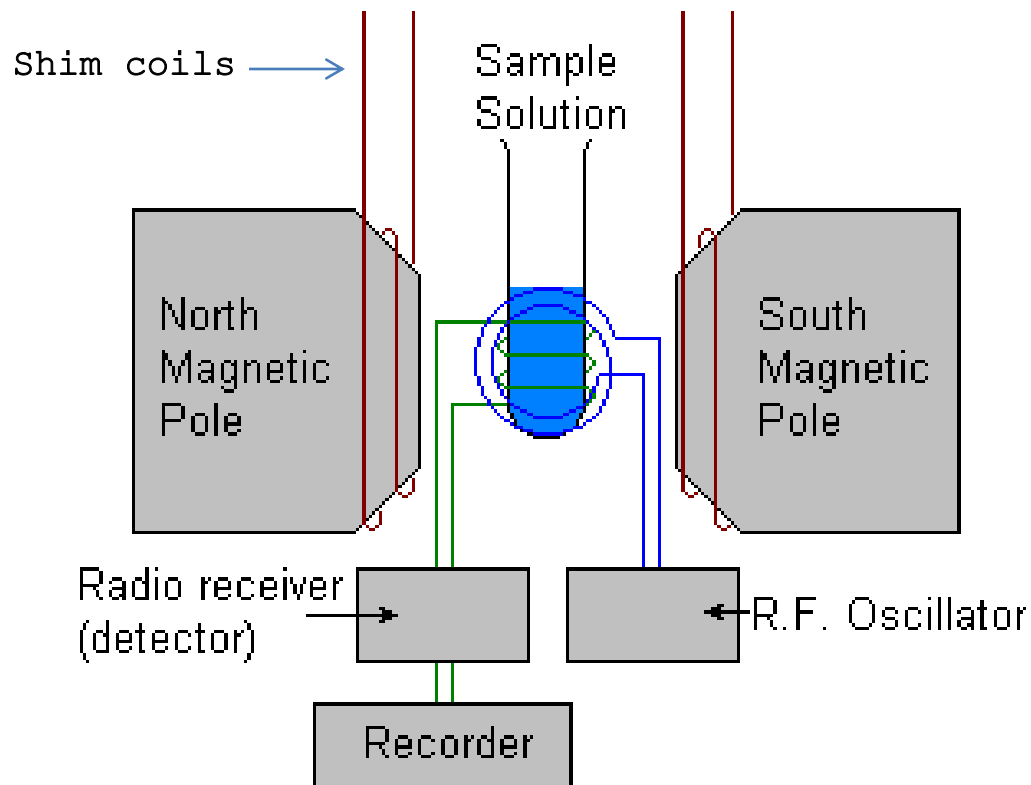 Shim coils
Sample
Solution
North
Magnetic
Pole
South
Magnetic
Pole
Radio receiver
(detector)
R.F. Oscillator
Recorder